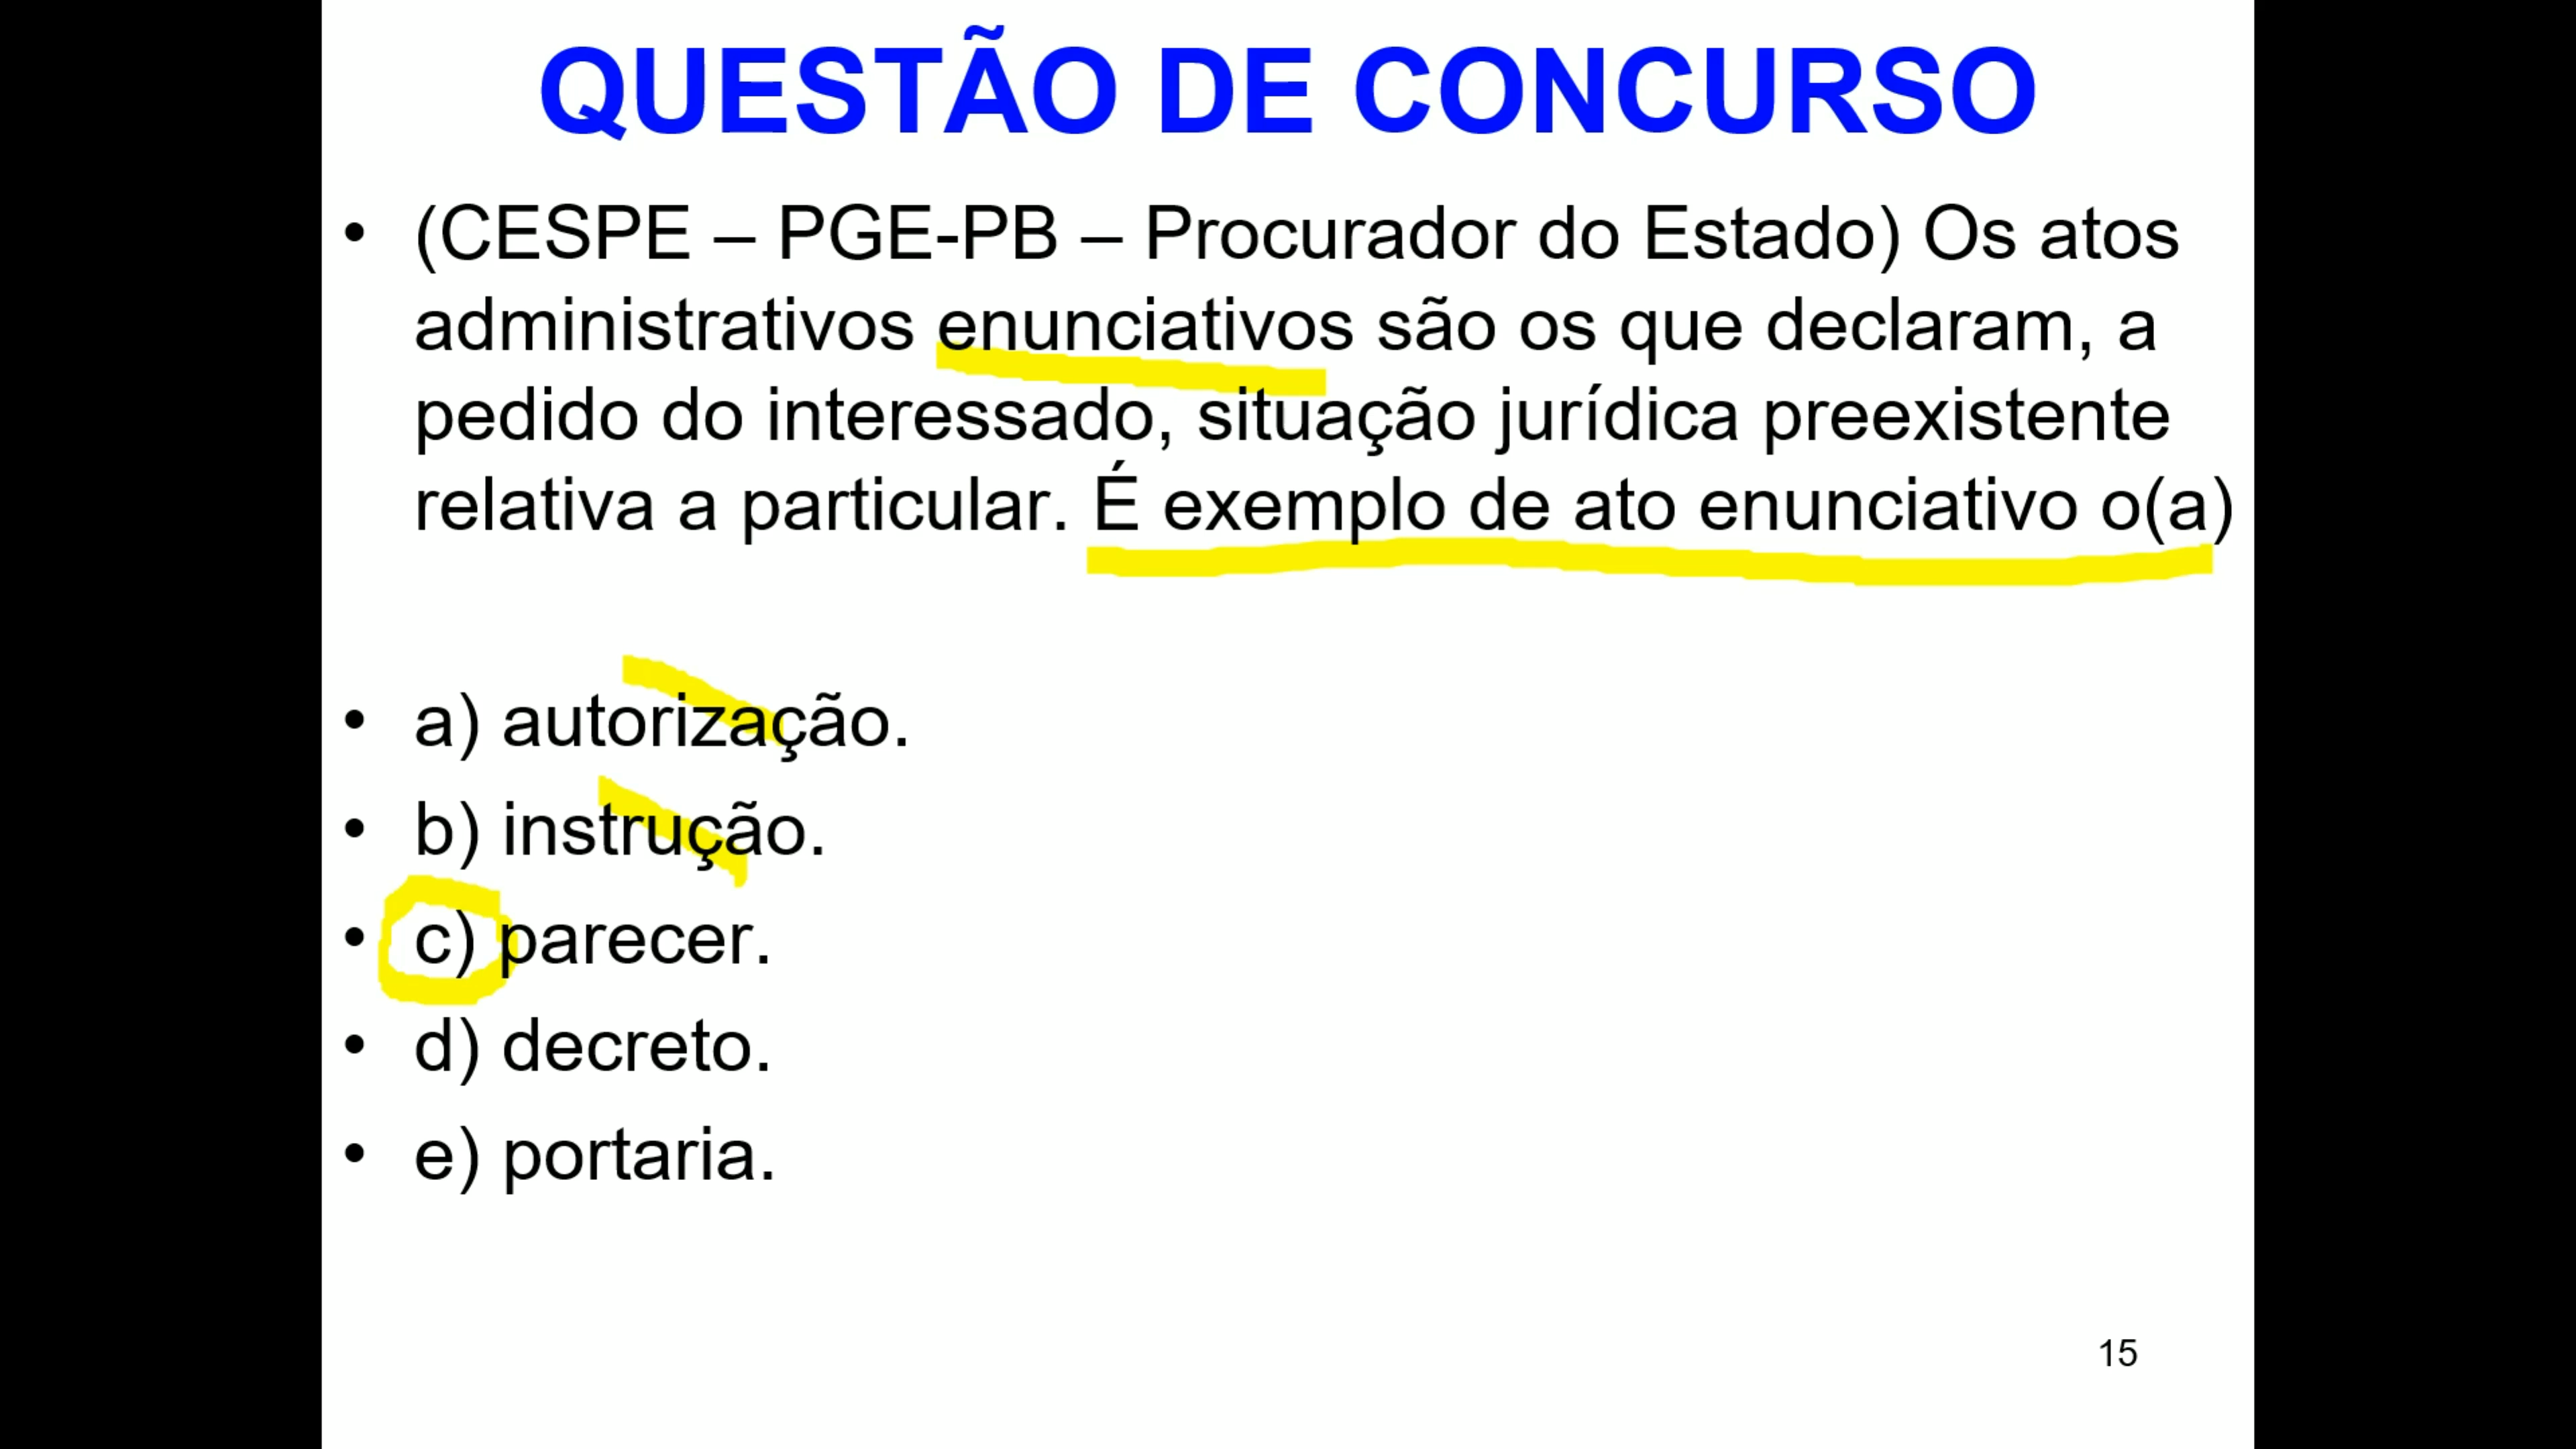 QUESTÃO DE CONCURSO
• (CESPE – PGE-PB – Procurador do Estado) Os atos
administrativos enunciativos são os que declaram, a
pedido do interessado, situação jurídica preexistente
relativa a particular. É exemplo de ato enunciativo o(a)
• a) autorização.
• b) instrução.
• c) parecer.
• d) decreto.
• e) portaria.
15